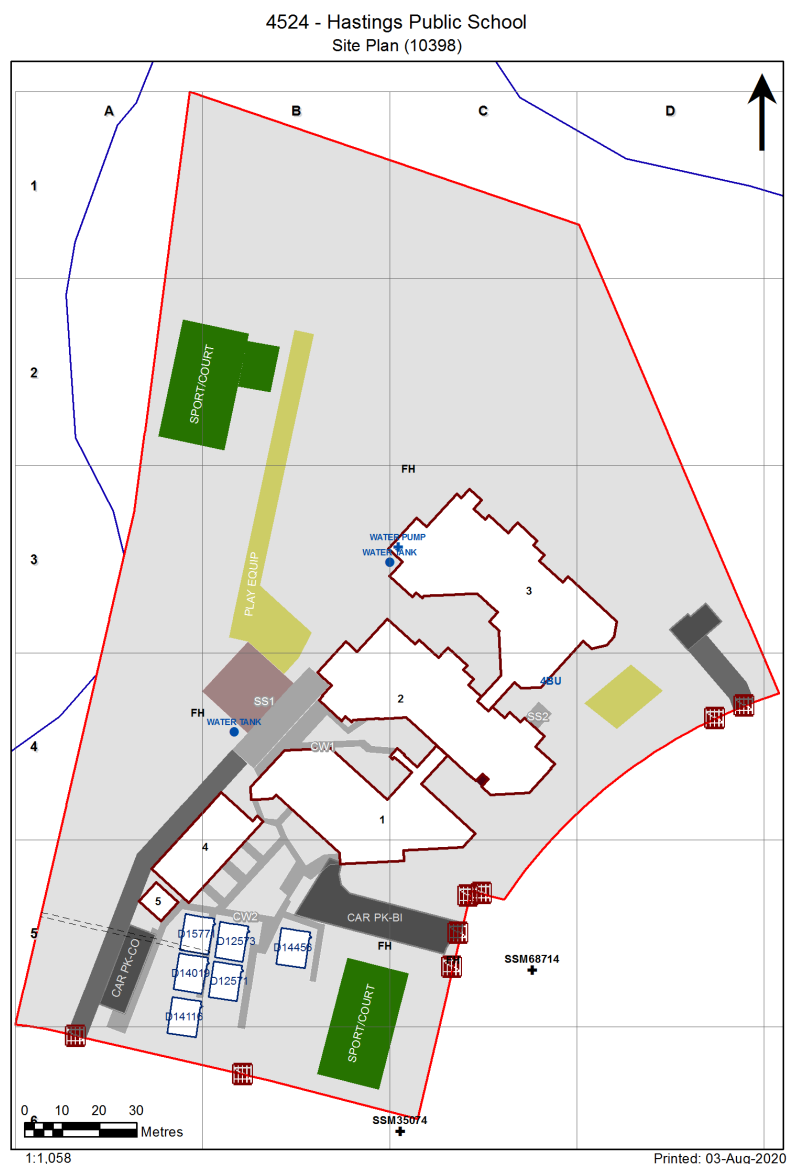 4524 - Hastings Public School
Site Plan (10398)
A B C D
1
2
SPORT/COURT
FH
WATER PUMP
WATER TANK
3
3
PLAY EQUIP
4BU
SS1
2
FH
SS2
WATER TANK
CW1
4
1
4
5
CW2
CAR PK-BI
D15771
D12573
5
D14456
FH
CAR PK-CO
SSM68714
D14019
D12571
D14116
SPORT/COURT
6
0 10 20 30
Metres
SSM35074
1:1,058
Printed: 03-Aug-2020